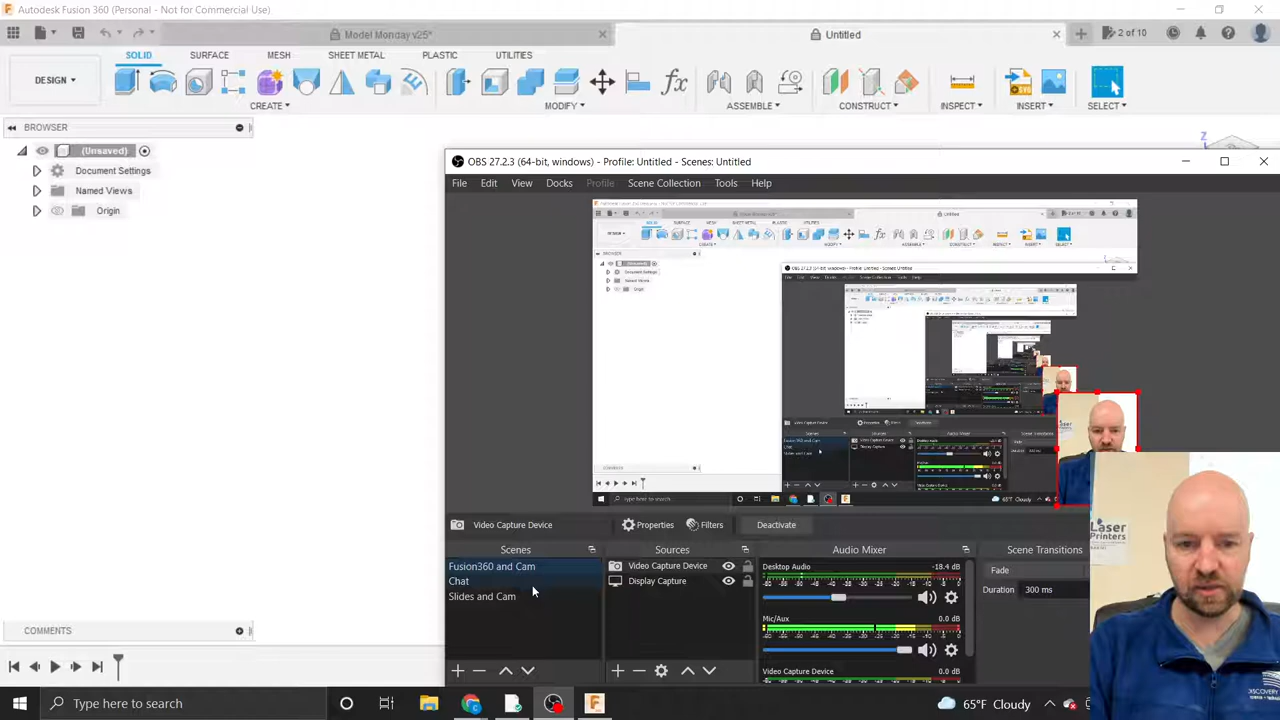 Autodesk Fusion 360 (Personal - Not for Commercial Use)
Model Monday v25*
Untitled
2 of 10
SOLID
SURFACE
MESH
SHEET METAL
PLASTIC
UTILITIES
DESIGN
CREATE
MODIFY
ASSEMBLE
CONSTRUCT
INSPECT
INSERT
SELECT
BROWSER
(Unsaved)
Document Settings
Named Views
Origin
Z
OBS 27.2.3 (64-bit, windows) - Profile: Untitled - Scenes: Untitled
File Edit View Docks Profile Scene Collection Tools Help
Video Capture Device
Properties
Filters
Deactivate
Scenes
Sources
Audio Mixer
Scene Transitions
Fusion360 and Cam
Chat
Slides and Cam
Video Capture Device
Display Capture
Desktop Audio
-18.4 dB
Mic/Aux
0.0 dB
Video Capture Device
0.0 dB
Fade
Duration 300 ms
Laser
Printers
COMMENTS
Type here to search
65°F Cloudy